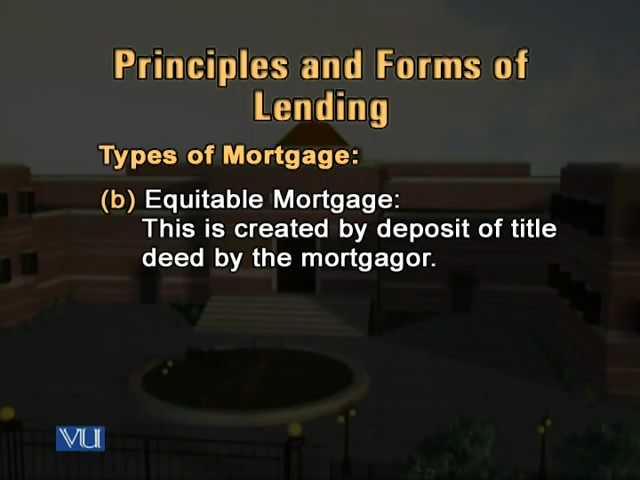 Principles and Forms of
Lending
Types of Mortgage:
(b) Equitable Mortgage:
This is created by deposit of title
deed by the mortgagor.
VU